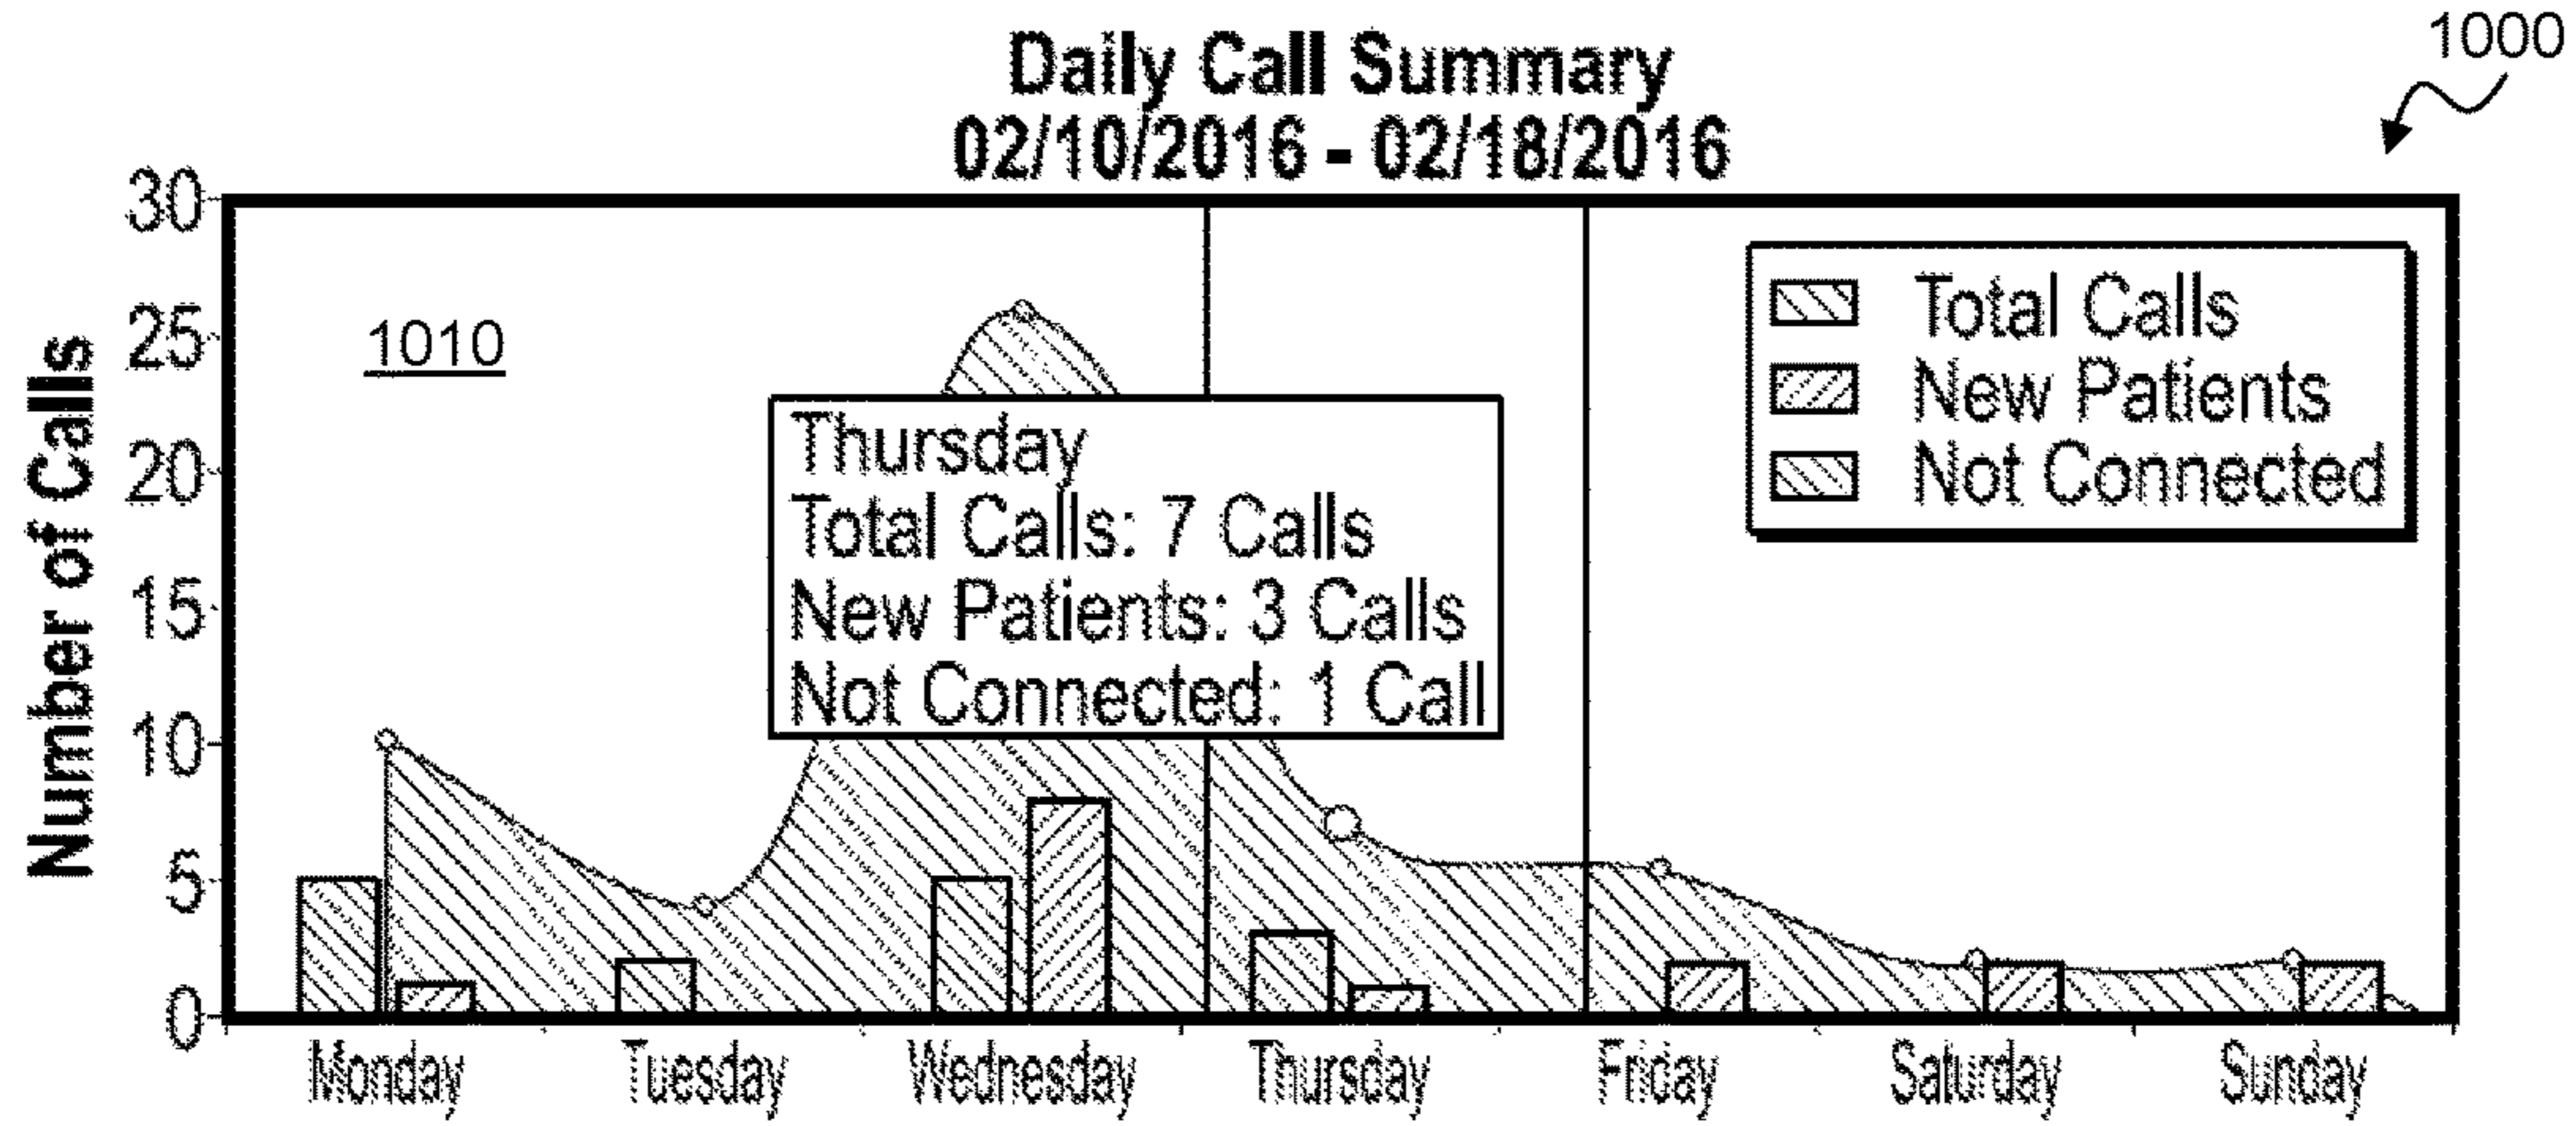 1000
Daily Call Summary
02/10/2016 - 02/18/2016
Number of Calls
30
25
20
15
10
5
0
1010
Thursday
Total Calls: 7 Calls
New Patients: 3 Calls
Not Connected: 1 Call
Total Calls
New Patients
Not Connected
Monday Tuesday Wednesday Thursday Friday Saturday Sunday